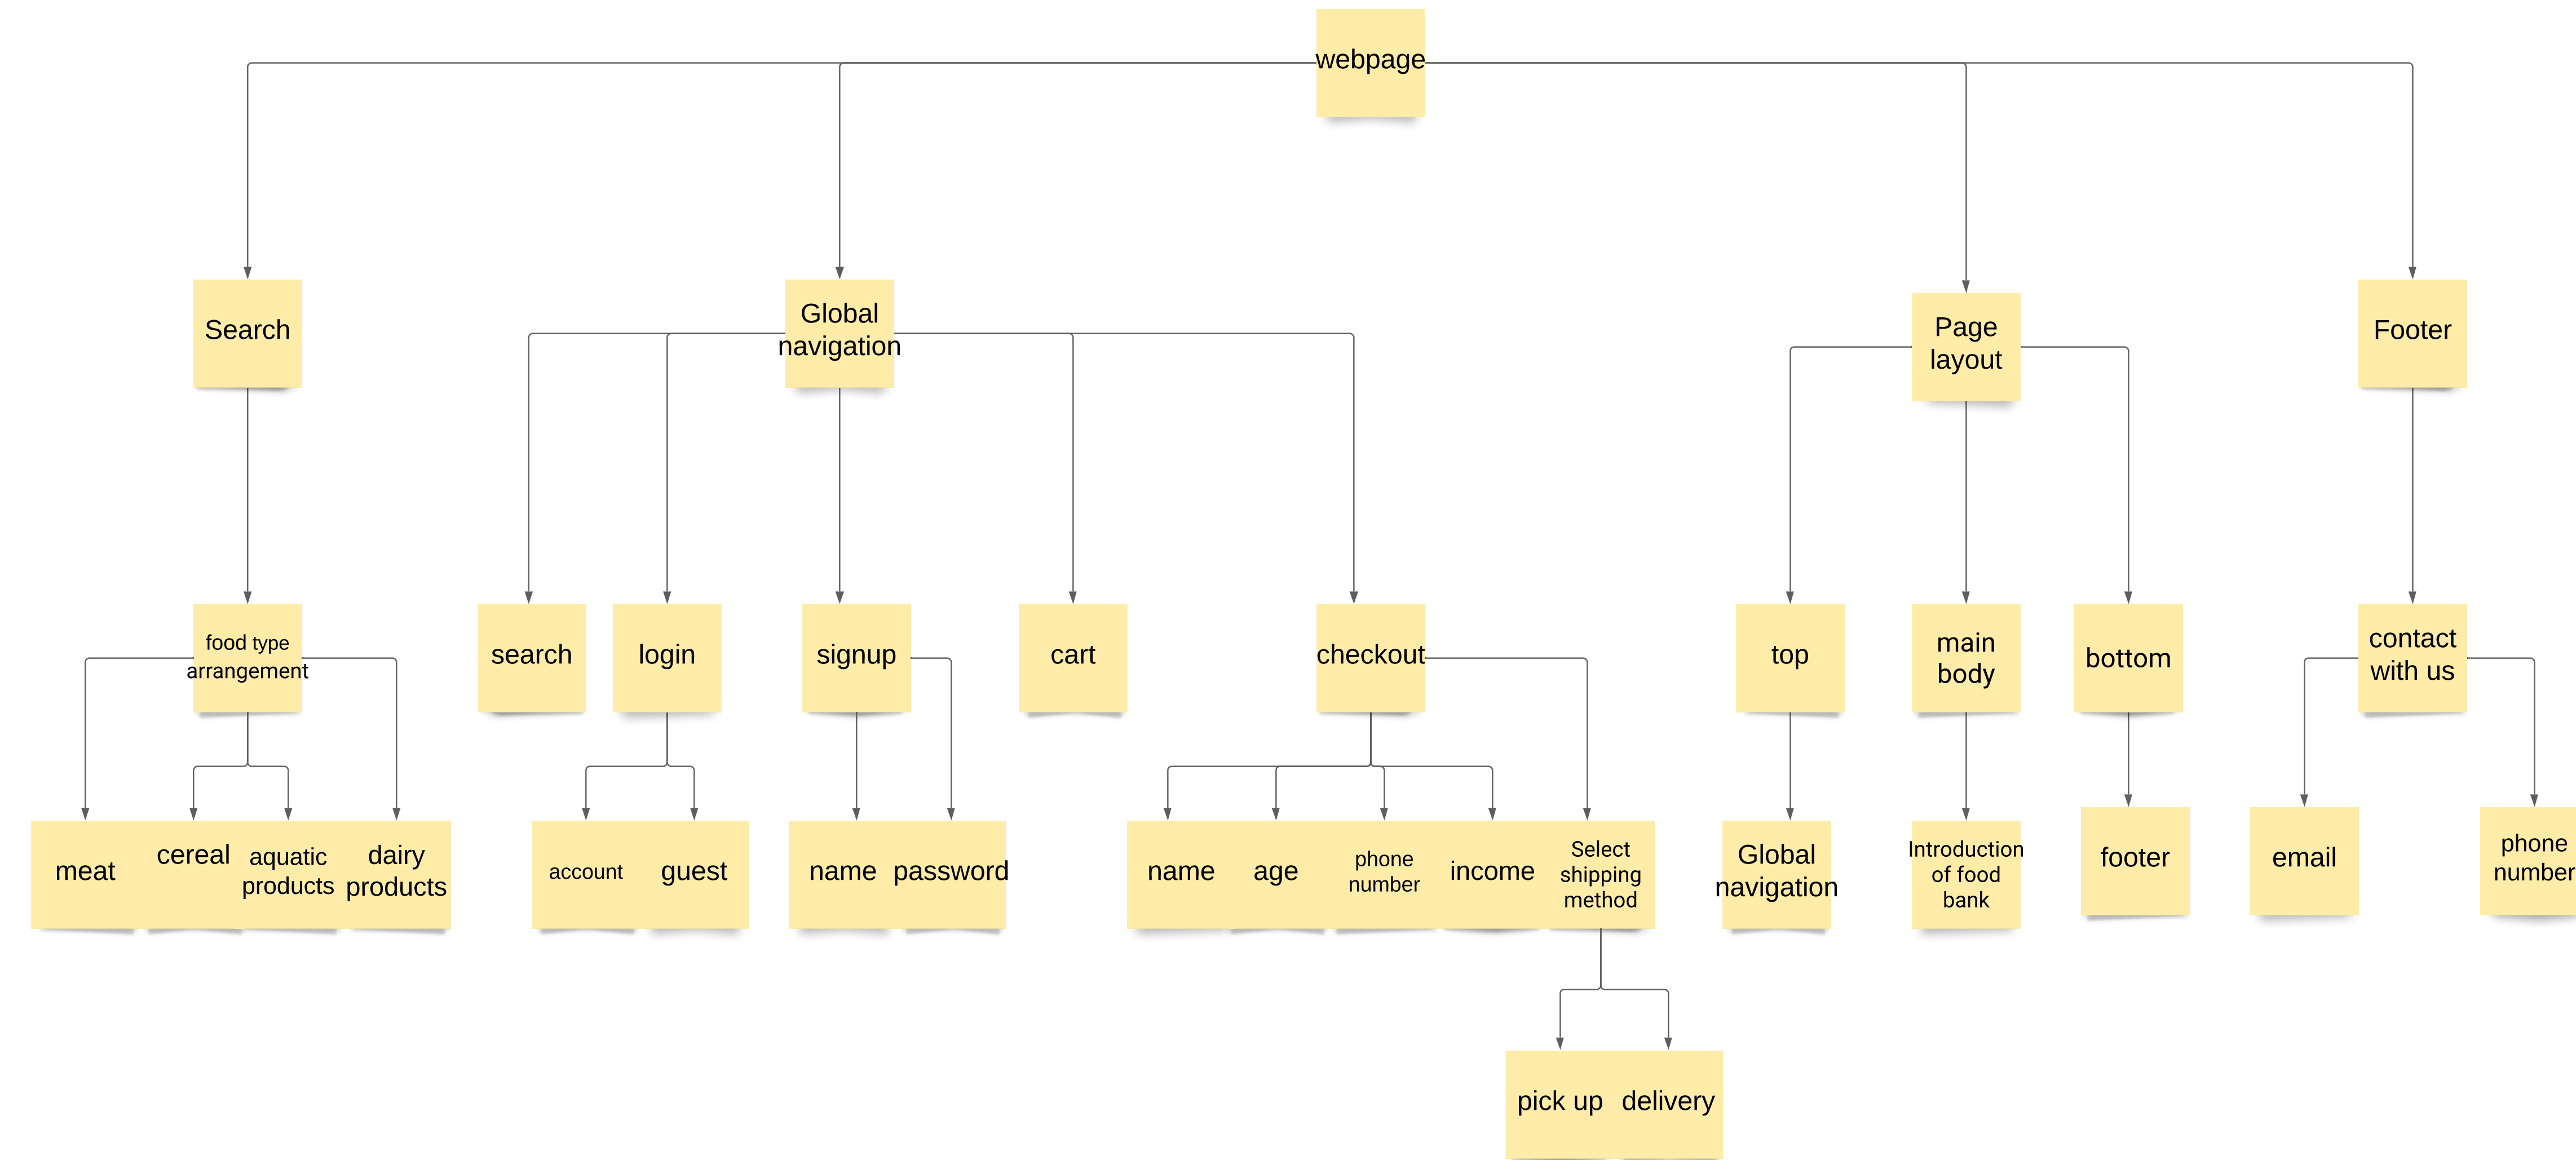 webpage
Search
Global
navigation
Page
layout
Footer
food type
arrangement
search
login
signup
cart
checkout
top
main
body
bottom
contact
with us
meat
cereal
aquatic
products
dairy
products
account
guest
name
password
name
age
phone
number
income
Select
shipping
method
Global
navigation
Introduction
of food
bank
footer
email
phone
number
pick up
delivery